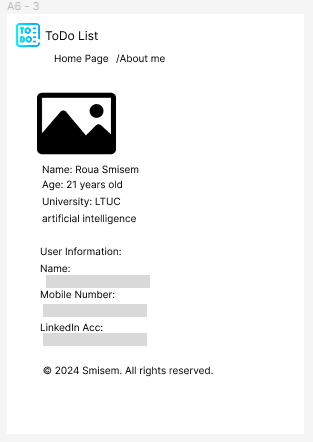 A6 - 3
TO
DO
ToDo List
Home Page /About me
Name: Roua Smisem
Age: 21 years old
University: LTUC
artificial intelligence
User Information:
Name:
Mobile Number:
LinkedIn Acc:
© 2024 Smisem. All rights reserved.